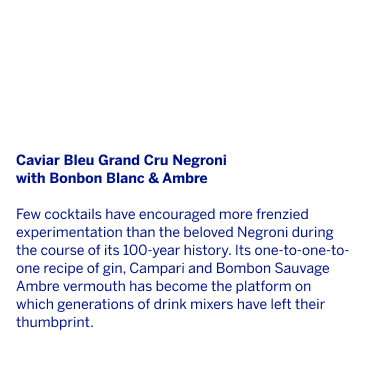 Caviar Bleu Grand Cru Negroni
with Bonbon Blanc & Ambre
Few cocktails have encouraged more frenzied
experimentation than the beloved Negroni during
the course of its 100-year history. Its one-to-one-to-
one recipe of gin, Campari and Bombon Sauvage
Ambre vermouth has become the platform on
which generations of drink mixers have left their
thumbprint.